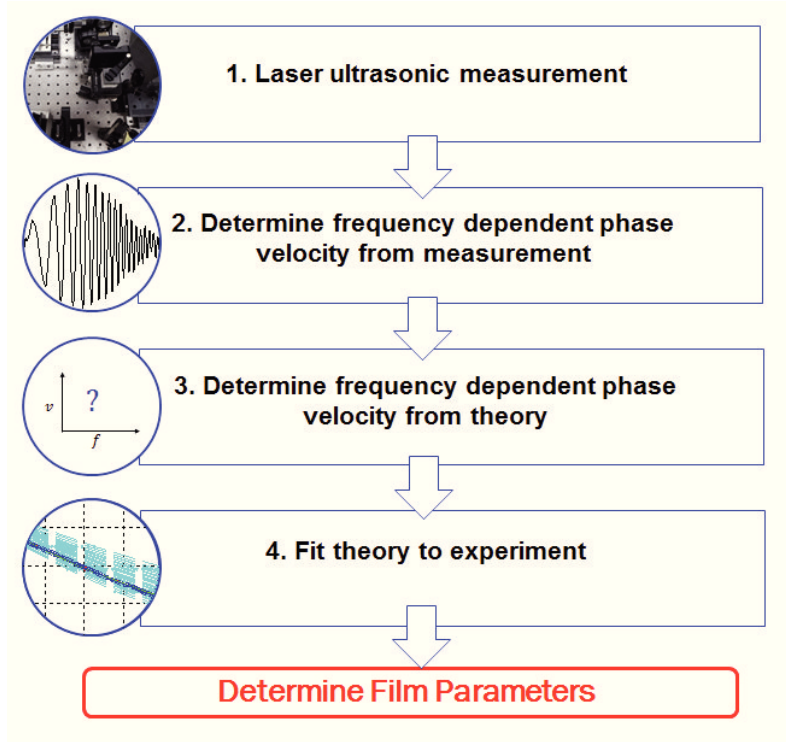 1. Laser ultrasonic measurement
2. Determine frequency dependent phase
velocity from measurement
3. Determine frequency dependent phase
velocity from theory
v
?
f
4. Fit theory to experiment
Determine Film Parameters